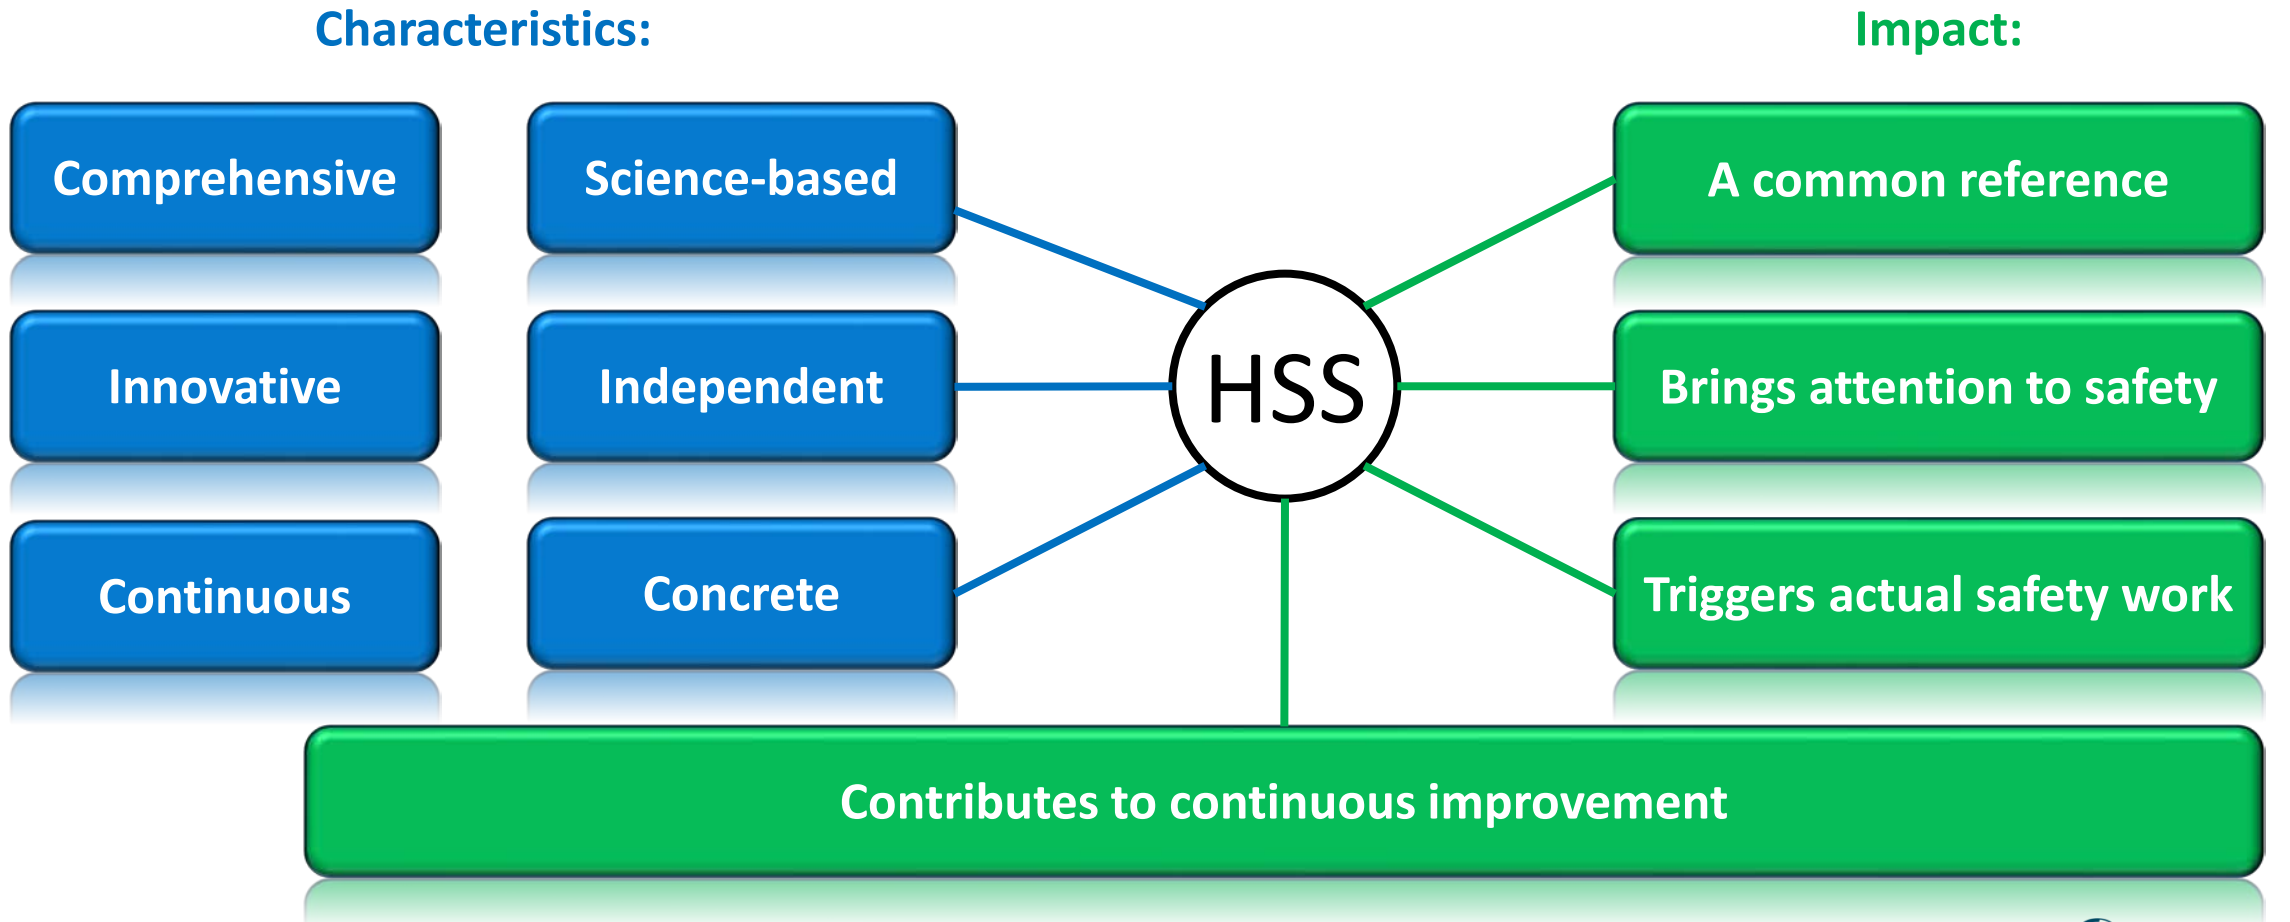 Characteristics:
Impact:
Comprehensive
Science-based
A common reference
Innovative
Independent
HSS
Brings attention to safety
Continuous
Concrete
Triggers actual safety work
Contributes to continuous improvement